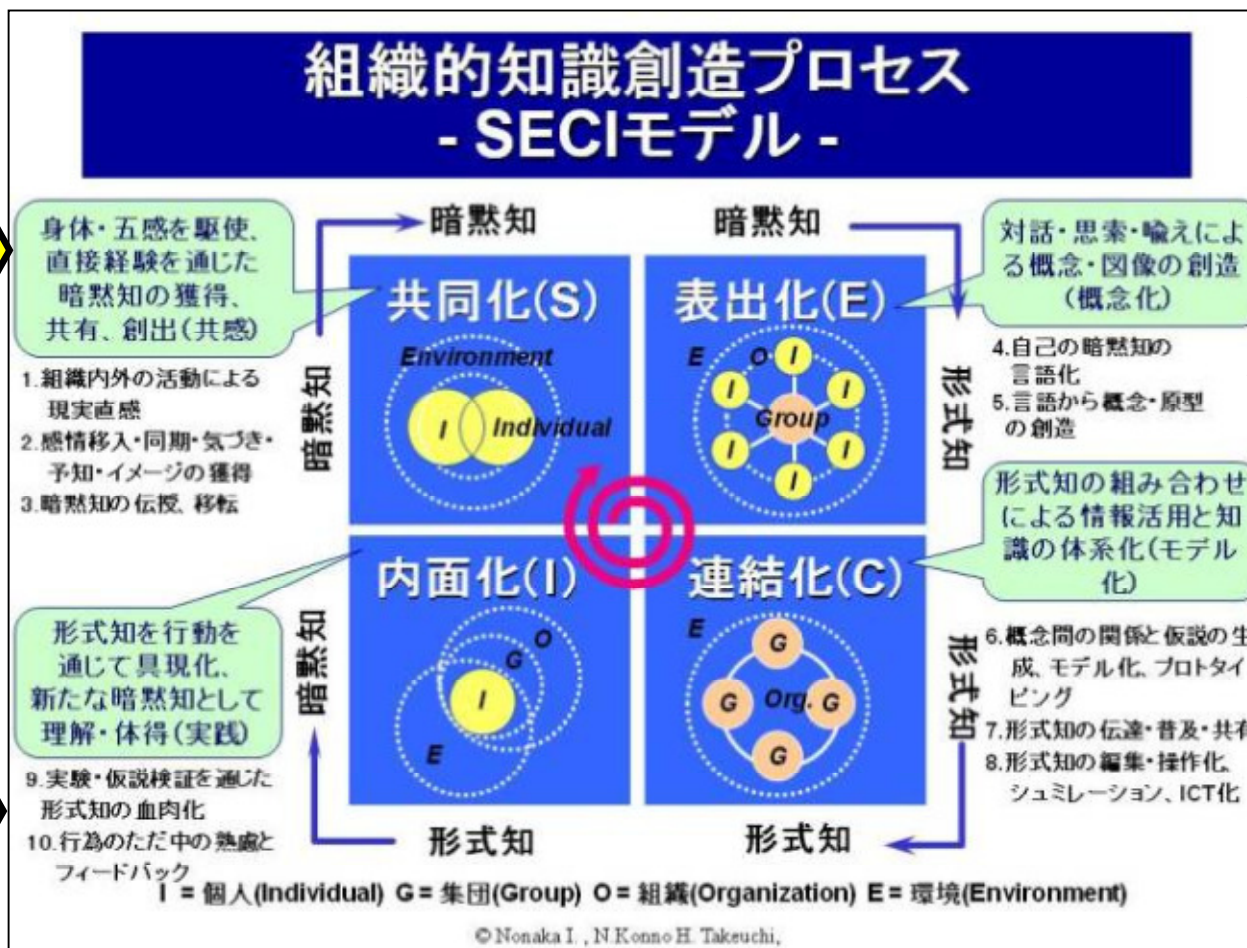 組織的知識創造プロセス
- SECIモデル -
身体・五感を駆使、
直接経験を通じた
暗黙知の獲得、
共有、創出(共感)
1.組織内外の活動による
現実直感
2.感情移入・同期・気づき・
予知・イメージの獲得
3.暗黙知の伝授、移転
暗黙知
暗黙知
共同化(S)
Environment
I
Individual
暗黙知
表出化(E)
E
O
I
I
I
Group
I
I
I
形式知
対話・思索・喩えによ
る概念・図像の創造
(概念化)
4.自己の暗黙知の
言語化
5.言語から概念・原型
の創造
形式知を行動を
通じて具現化、
新たな暗黙知として
理解・体得(実践)
9.実験・仮説検証を通じた
形式知の血肉化
10.行為のただ中の熟慮と
フィードバック
暗黙知
内面化(I)
O
G
I
E
形式知
連結化(C)
E
G
G
Org.
G
G
形式知
形式知
形式知の組み合わせ
による情報活用と知
識の体系化(モデル
化)
6.概念間の関係と仮説の生
成、モデル化、プロトタイ
ピング
7.形式知の伝達・普及・共有
8.形式知の編集・操作化、
シュミレーション、ICT化
I = 個人(Individual) G = 集団(Group) O = 組織(Organization) E = 環境(Environment)
© Nonaka I. , N.Konno H. Takeuchi,